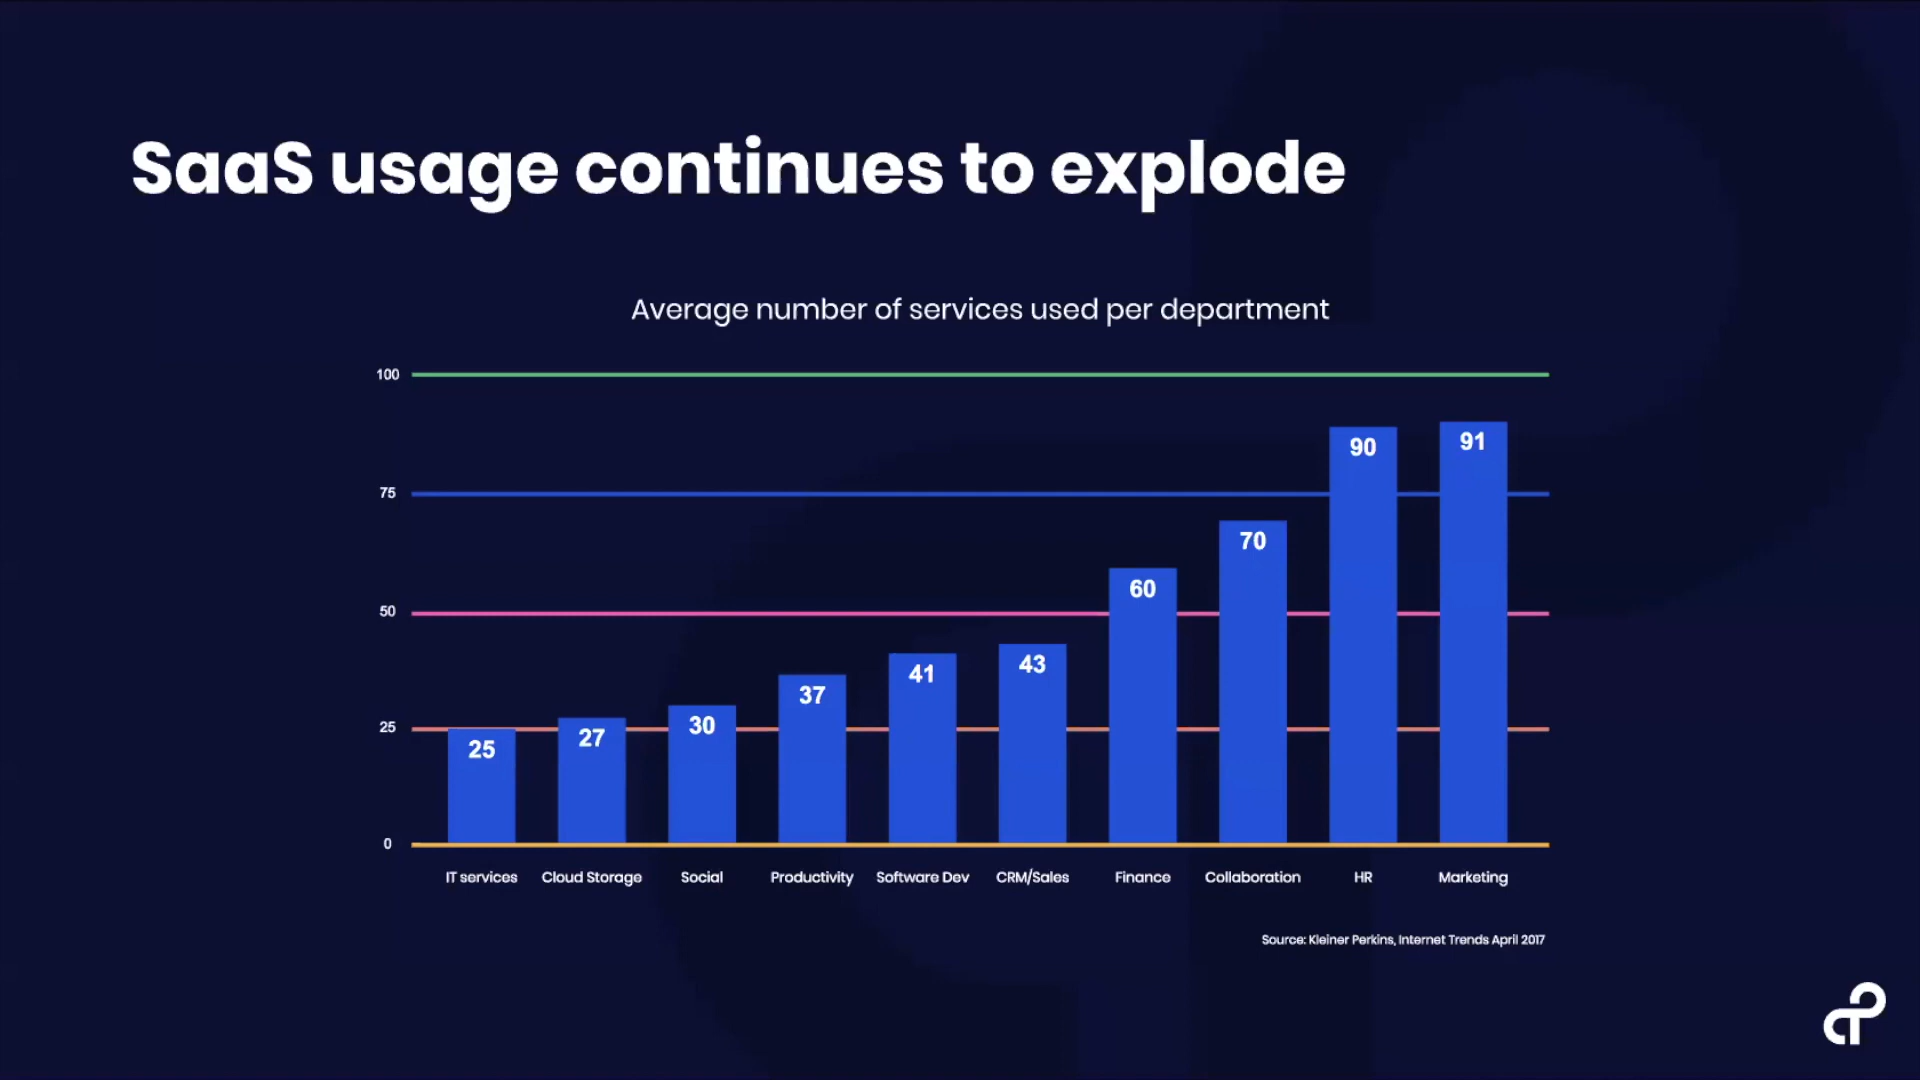 SaaS usage continues to explode
Average number of services used per department
100
75
50
25
0
25
27
30
37
41
43
60
70
90
91
IT services
Cloud Storage
Social
Productivity
Software Dev
CRM/Sales
Finance
Collaboration
HR
Marketing
Source: Kleiner Perkins, Internet Trends April 2017